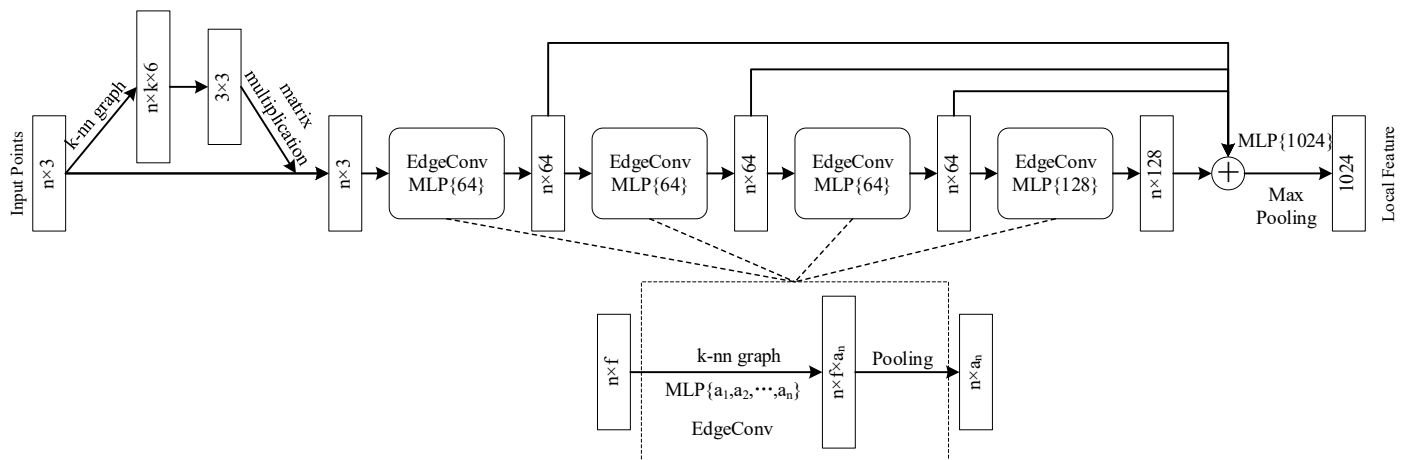 Input Points
n×3
k-nn graph
n×k×6
3×3
matrix
multiplication
n×3
EdgeConv
MLP{64}
n×64
EdgeConv
MLP{64}
n×64
EdgeConv
MLP{64}
n×64
EdgeConv
MLP{128}
n×128
+
MLP{1024}
Max
Pooling
1024
Local Feature
n×f
k-nn graph
MLP{a₁,a₂,⋯,aₙ}
EdgeConv
n×f×aₙ
Pooling
n×aₙ